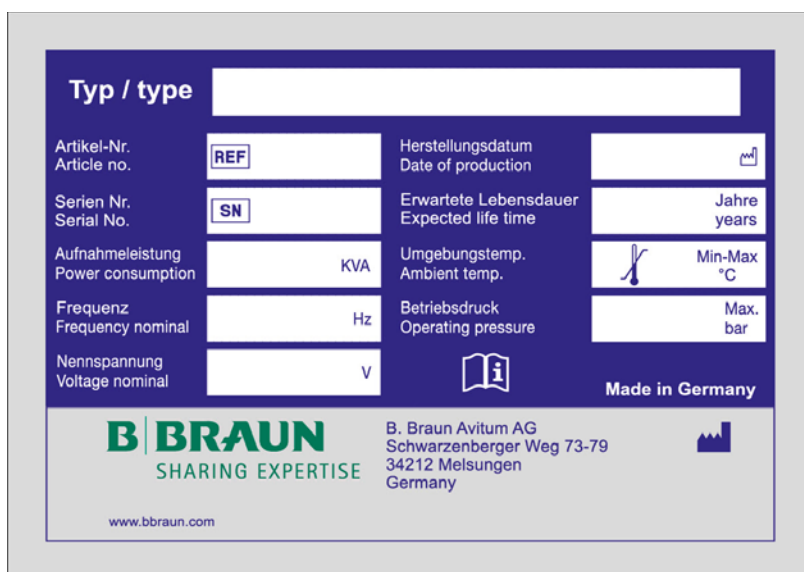 Typ / type
Artikel-Nr.
Article no.
REF
Herstellungsdatum
Date of production
Serien Nr.
Serial No.
SN
Erwartete Lebensdauer
Expected life time
Jahre
years
Aufnahmeleistung
Power consumption
KVA
Umgebungstemp.
Ambient temp.
Min-Max
°C
Frequenz
Frequency nominal
Hz
Betriebsdruck
Operating pressure
Max.
bar
Nennspannung
Voltage nominal
V
i
Made in Germany
B BRAUN
SHARING EXPERTISE
B. Braun Avitum AG
Schwarzenberger Weg 73-79
34212 Melsungen
Germany
www.bbraun.com